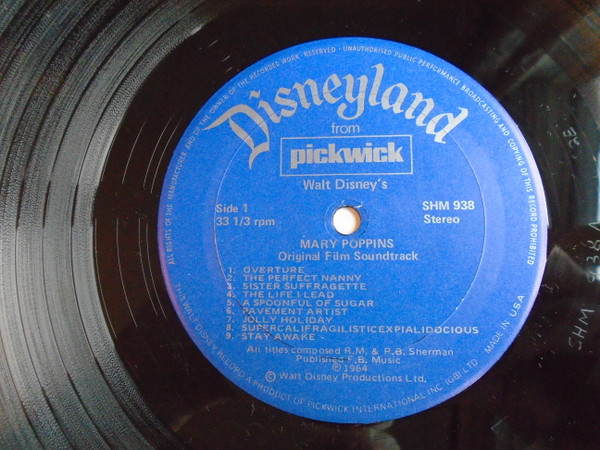 ALL RIGHTS OF THE MANUFACTURER AND OF THE OWNER OF THE RECORDED WORK RESERVED - UNAUTHORISED PUBLIC PERFORMANCE BROADCASTING AND COPYING OF THIS RECORD PROHIBITED
Disneyland
from
pickwick
Walt Disney's
Side 1
SHM 938
33 1/3 rpm
Stereo
MARY POPPINS
Original Film Soundtrack
1. OVERTURE
2. THE PERFECT NANNY
3. SISTER SUFFRAGETTE
4. THE LIFE I LEAD
5. A SPOONFUL OF SUGAR
6. PAVEMENT ARTIST
7. JOLLY HOLIDAY
8. SUPERCALIFRAGILISTICEXPIALIDOCIOUS
9. STAY AWAKE -
All titles composed R.M. & R.B. Sherman
Published F.B. Music
℗ 1964
© Walt Disney Productions Ltd.
THIS WALT DISNEY RECORD A PRODUCT OF PICKWICK INTERNATIONAL INC (GB) LTD MADE IN U.S.A.
SHM 938